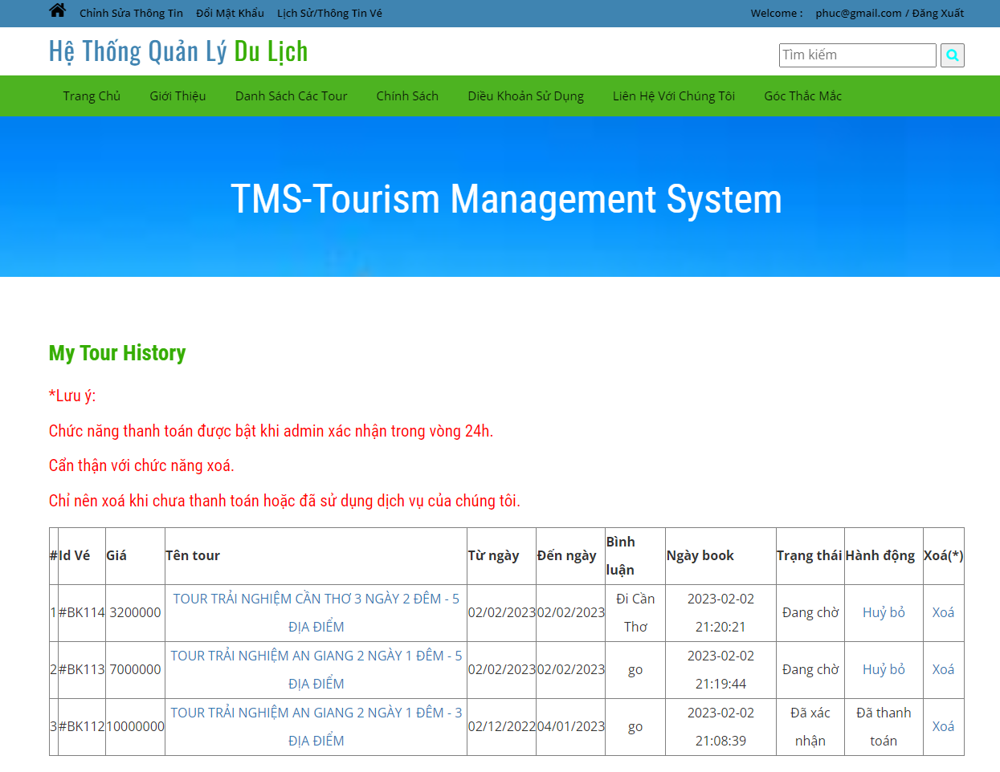 Chỉnh Sửa Thông Tin Đổi Mật Khẩu Lịch Sử/Thông Tin Vé Welcome : phuc@gmail.com / Đăng Xuất
Hệ Thống Quản Lý Du Lịch
Tìm kiếm
Trang Chủ Giới Thiệu Danh Sách Các Tour Chính Sách Diều Khoản Sử Dụng Liên Hệ Với Chúng Tôi Góc Thắc Mắc
TMS-Tourism Management System
My Tour History
*Lưu ý:
Chức năng thanh toán được bật khi admin xác nhận trong vòng 24h.
Cẩn thận với chức năng xoá.
Chỉ nên xoá khi chưa thanh toán hoặc đã sử dụng dịch vụ của chúng tôi.
# Id Vé Giá Tên tour Từ ngày Đến ngày Bình luận Ngày book Trạng thái Hành động Xoá(*)
1 #BK114 3200000 TOUR TRẢI NGHIỆM CẦN THƠ 3 NGÀY 2 ĐÊM - 5 ĐỊA ĐIỂM 02/02/2023 02/02/2023 Đi Cần Thơ 2023-02-02 21:20:21 Đang chờ Huỷ bỏ Xoá
2 #BK113 7000000 TOUR TRẢI NGHIỆM AN GIANG 2 NGÀY 1 ĐÊM - 5 ĐỊA ĐIỂM 02/02/2023 02/02/2023 go 2023-02-02 21:19:44 Đang chờ Huỷ bỏ Xoá
3 #BK112 10000000 TOUR TRẢI NGHIỆM AN GIANG 2 NGÀY 1 ĐÊM - 3 ĐỊA ĐIỂM 02/12/2022 04/01/2023 go 2023-02-02 21:08:39 Đã xác nhận Đã thanh toán Xoá